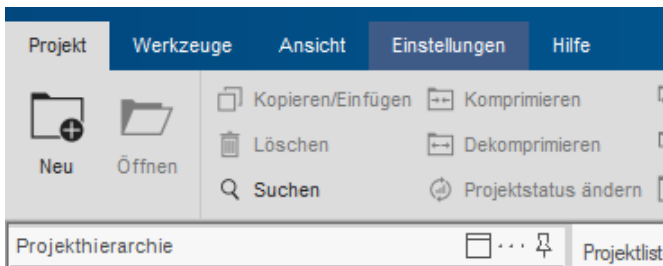 Projekt Werkzeuge Ansicht Einstellungen Hilfe
Kopieren/Einfügen Komprimieren
Löschen Dekomprimieren
Neu Öffnen
Suchen Projektstatus ändern
Projekthierarchie Projektlist